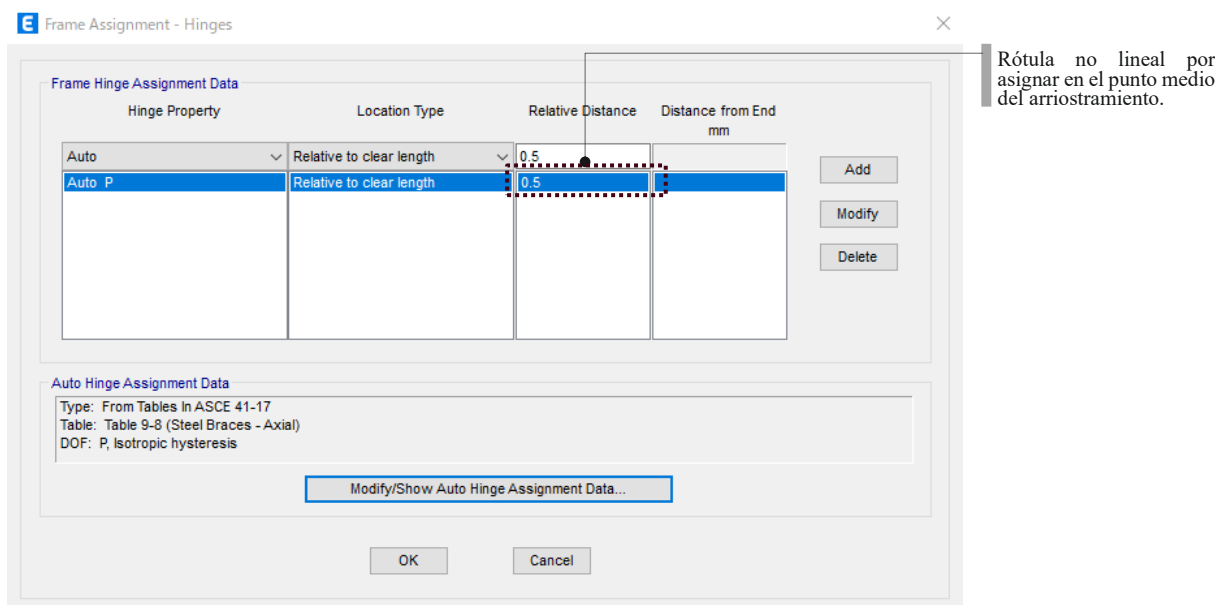 E Frame Assignment - Hinges
Rótula no lineal por
asignar en el punto medio
del arriostramiento.
Frame Hinge Assignment Data
Hinge Property Location Type Relative Distance Distance from End
mm
Auto Relative to clear length 0.5
Auto P Relative to clear length 0.5
Add
Modify
Delete
Auto Hinge Assignment Data
Type: From Tables In ASCE 41-17
Table: Table 9-8 (Steel Braces - Axial)
DOF: P, Isotropic hysteresis
Modify/Show Auto Hinge Assignment Data...
OK Cancel